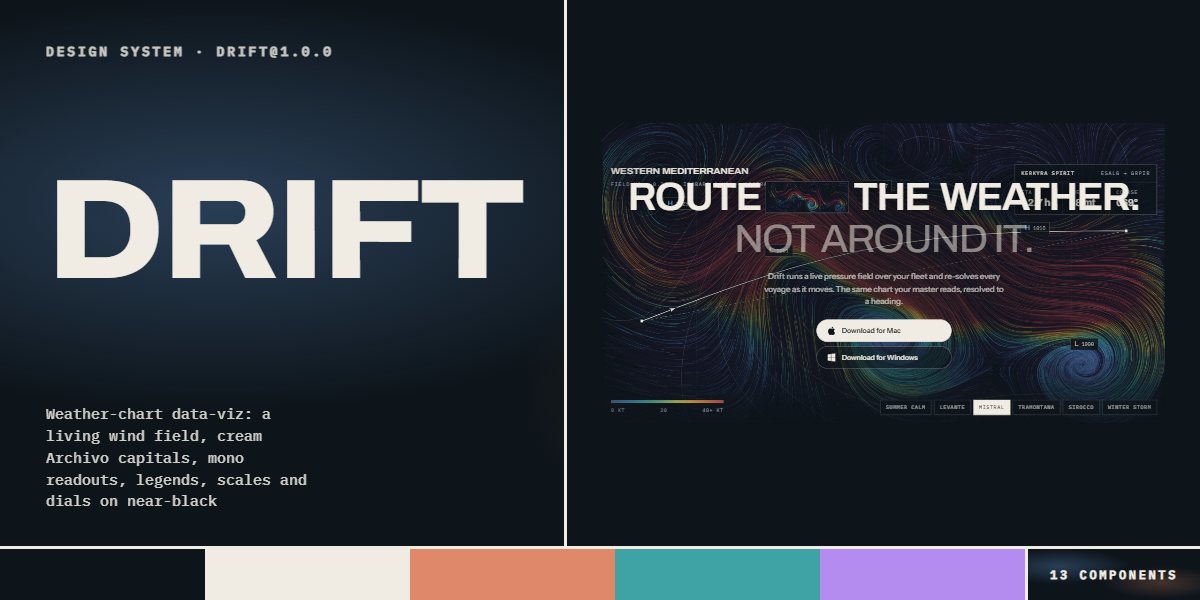 DESIGN SYSTEM · DRIFT@1.0.0
DRIFT
Weather-chart data-viz: a
living wind field, cream
Archivo capitals, mono
readouts, legends, scales and
dials on near-black
WESTERN MEDITERRANEAN
KERKYRA SPIRIT
ESALG → GRPIR
ROUTE THE WEATHER.
NOT AROUND IT.
H 1018
Drift runs a live pressure field over your fleet and re-solves every
voyage as it moves. The same chart your master reads, resolved to
a heading.
Download for Mac
Download for Windows
L 1000
0 KT 20 40+ KT
SUMMER CALM LEVANTE MISTRAL TRAMONTANA SIROCCO WINTER STORM
13 COMPONENTS